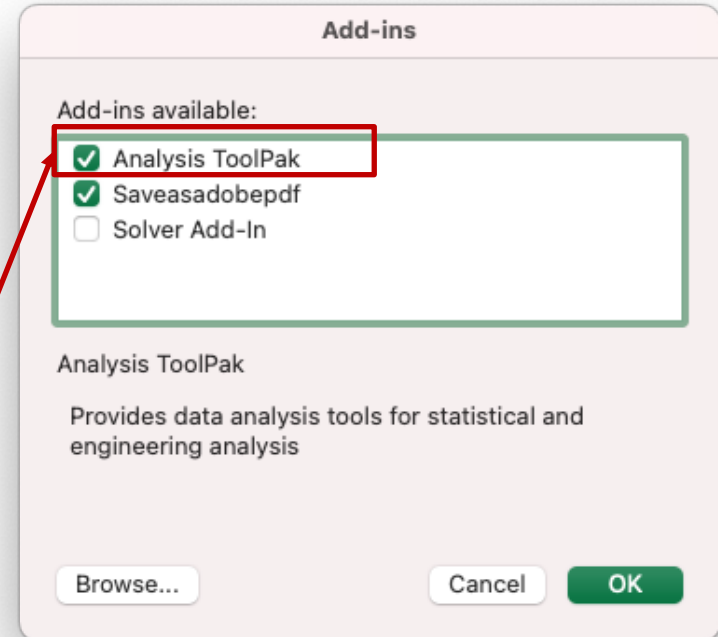 Add-ins
Add-ins available:
Analysis ToolPak
Saveasadobepdf
Solver Add-In
Analysis ToolPak
Provides data analysis tools for statistical and
engineering analysis
Browse... Cancel OK